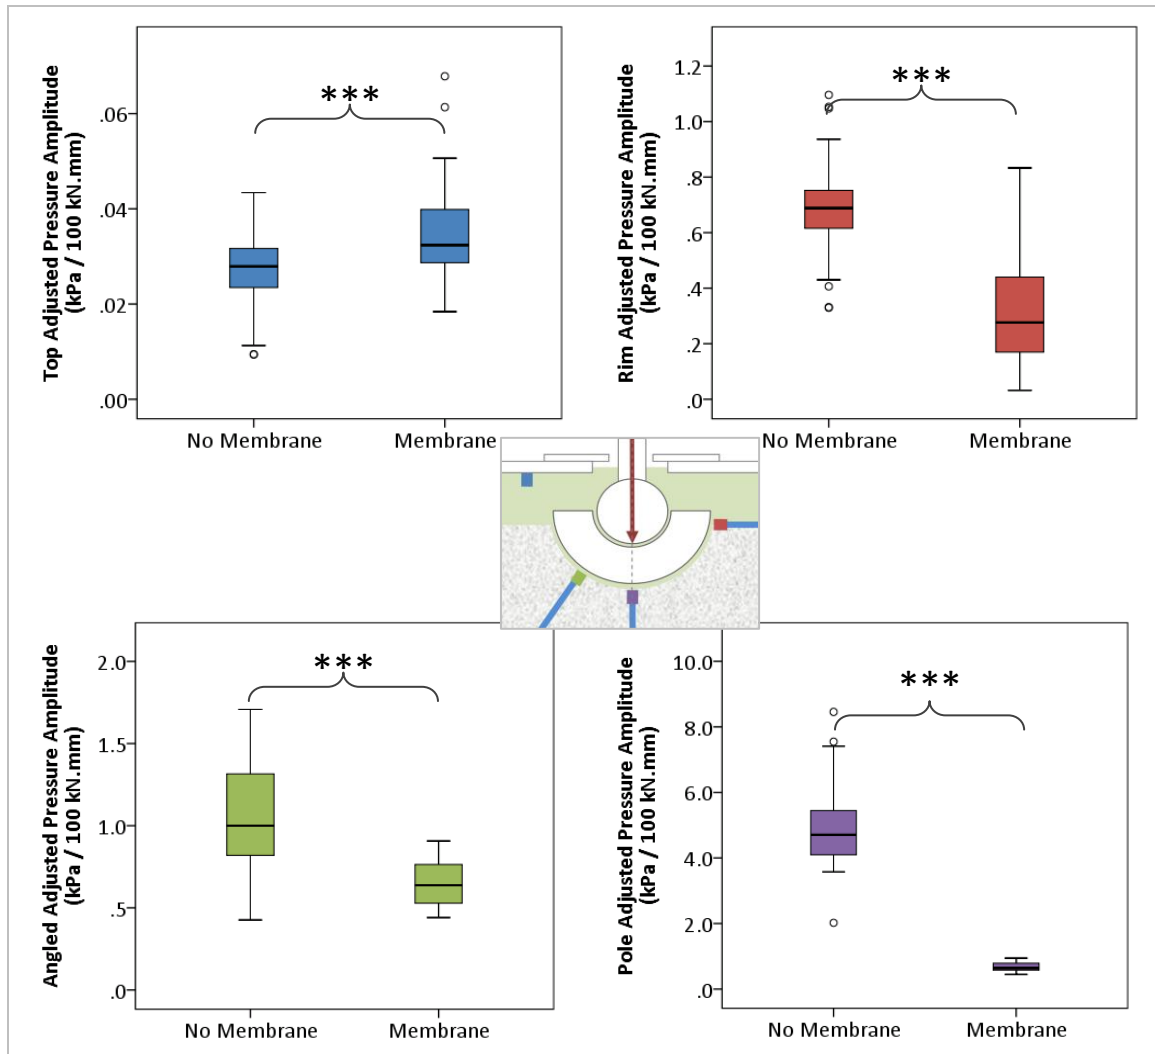 Top Adjusted Pressure Amplitude
(kPa / 100 kN.mm)
.06
.04
.02
.00
***
No Membrane
Membrane
Rim Adjusted Pressure Amplitude
(kPa / 100 kN.mm)
1.2
1.0
.8
.6
.4
.2
.0
***
No Membrane
Membrane
Angled Adjusted Pressure Amplitude
(kPa / 100 kN.mm)
2.0
1.5
1.0
.5
.0
***
No Membrane
Membrane
Pole Adjusted Pressure Amplitude
(kPa / 100 kN.mm)
10.0
8.0
6.0
4.0
2.0
.0
***
No Membrane
Membrane